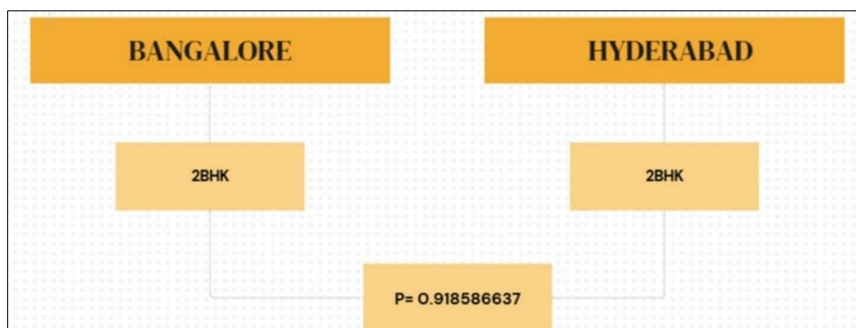 BANGALORE
HYDERABAD
2BHK
2BHK
P= 0.918586637